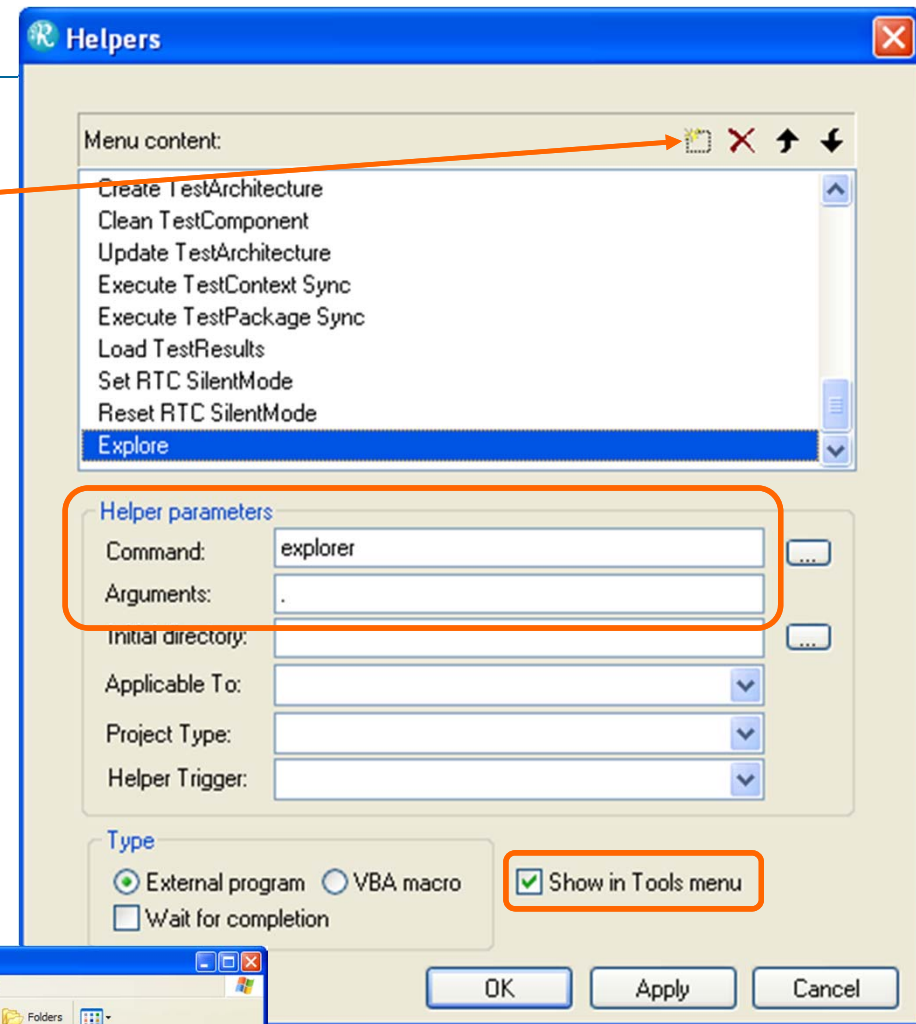 Helpers
Menu content:
Create TestArchitecture
Clean TestComponent
Update TestArchitecture
Execute TestContext Sync
Execute TestPackage Sync
Load TestResults
Set RTC SilentMode
Reset RTC SilentMode
Explore
Helper parameters
Command: explorer ...
Arguments: .
Initial directory: ...
Applicable To:
Project Type:
Helper Trigger:
Type
External program VBA macro Show in Tools menu
Wait for completion
OK Apply Cancel
Folders